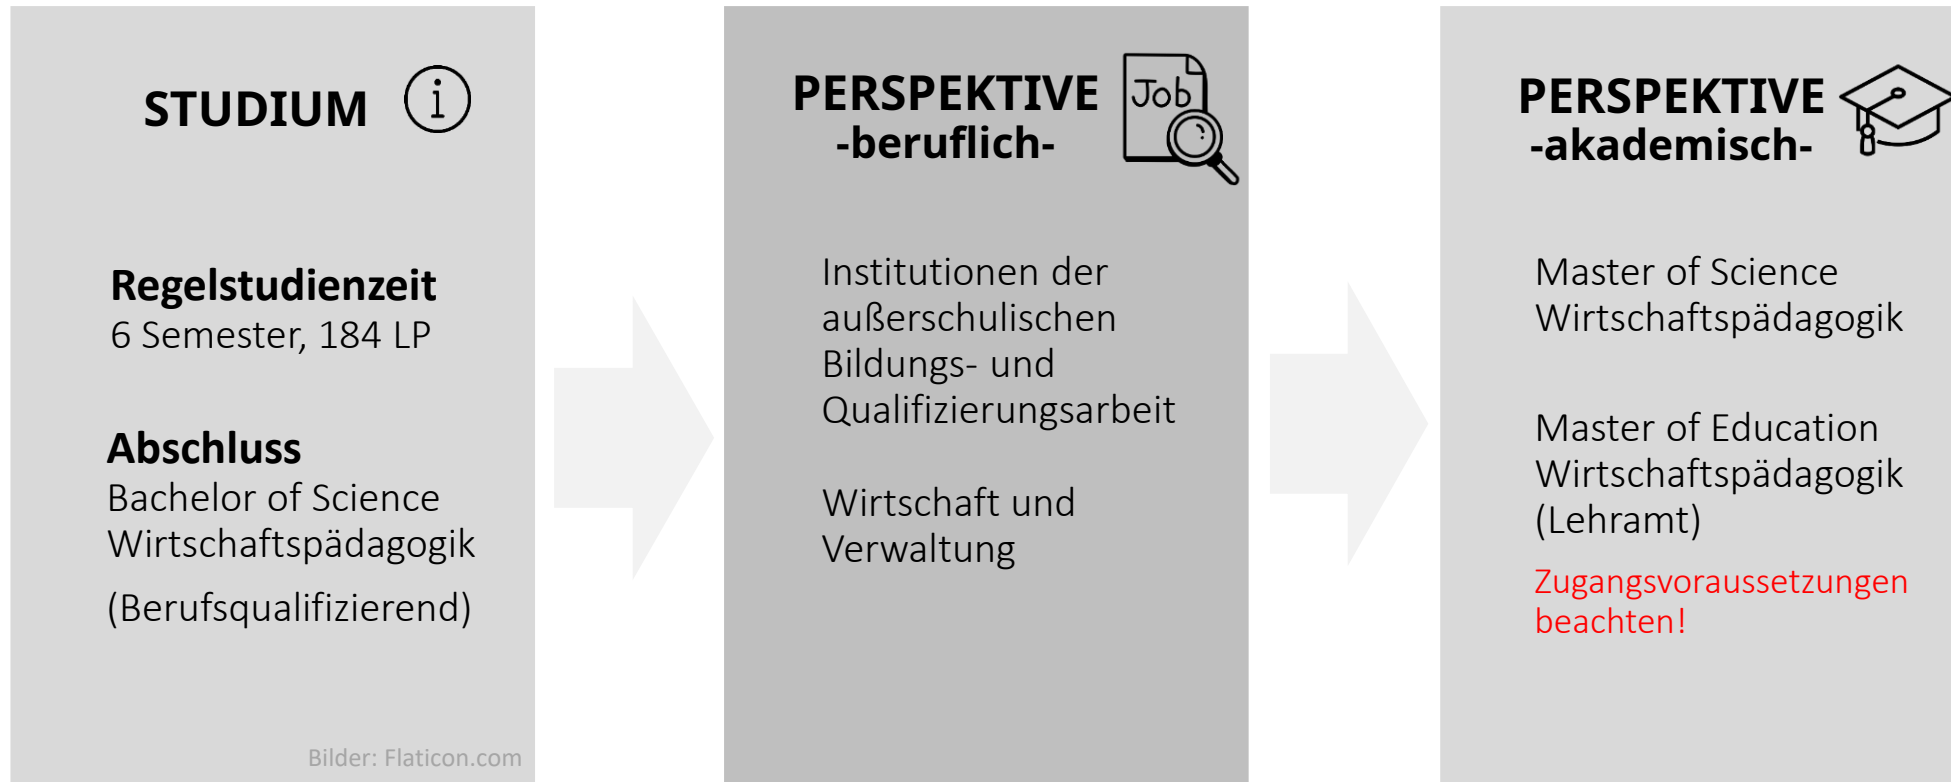 STUDIUM
i
Regelstudienzeit
6 Semester, 184 LP
Abschluss
Bachelor of Science
Wirtschaftspädagogik
(Berufsqualifizierend)
Bilder: Flaticon.com
PERSPEKTIVE
-beruflich-
Job
Institutionen der
außerschulischen
Bildungs- und
Qualifizierungsarbeit
Wirtschaft und
Verwaltung
PERSPEKTIVE
-akademisch-
Master of Science
Wirtschaftspädagogik
Master of Education
Wirtschaftspädagogik
(Lehramt)
Zugangsvoraussetzungen
beachten!